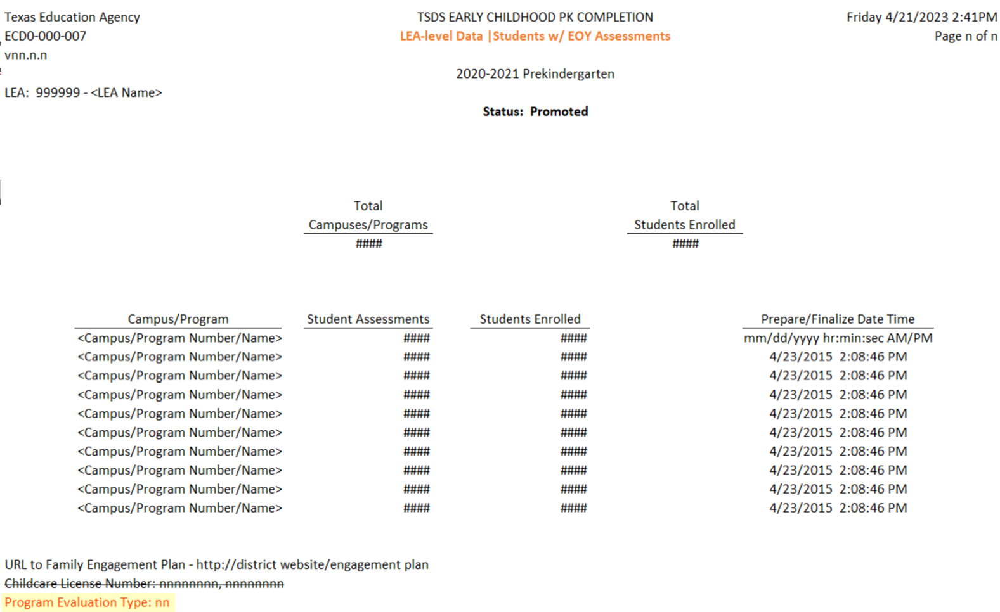 Texas Education Agency TSDS EARLY CHILDHOOD PK COMPLETION Friday 4/21/2023 2:41PM
ECD0-000-007 LEA-level Data |Students w/ EOY Assessments Page n of n
vnn.n.n
2020-2021 Prekindergarten
LEA: 999999 - <LEA Name>
Status: Promoted
Total Total
Campuses/Programs Students Enrolled
#### ####
Campus/Program Student Assessments Students Enrolled Prepare/Finalize Date Time
<Campus/Program Number/Name> #### #### mm/dd/yyyy hr:min:sec AM/PM
<Campus/Program Number/Name> #### #### 4/23/2015 2:08:46 PM
<Campus/Program Number/Name> #### #### 4/23/2015 2:08:46 PM
<Campus/Program Number/Name> #### #### 4/23/2015 2:08:46 PM
<Campus/Program Number/Name> #### #### 4/23/2015 2:08:46 PM
<Campus/Program Number/Name> #### #### 4/23/2015 2:08:46 PM
<Campus/Program Number/Name> #### #### 4/23/2015 2:08:46 PM
<Campus/Program Number/Name> #### #### 4/23/2015 2:08:46 PM
<Campus/Program Number/Name> #### #### 4/23/2015 2:08:46 PM
<Campus/Program Number/Name> #### #### 4/23/2015 2:08:46 PM
URL to Family Engagement Plan - http://district website/engagement plan
Childcare License Number: nnnnnnnn, nnnnnnnn
Program Evaluation Type: nn